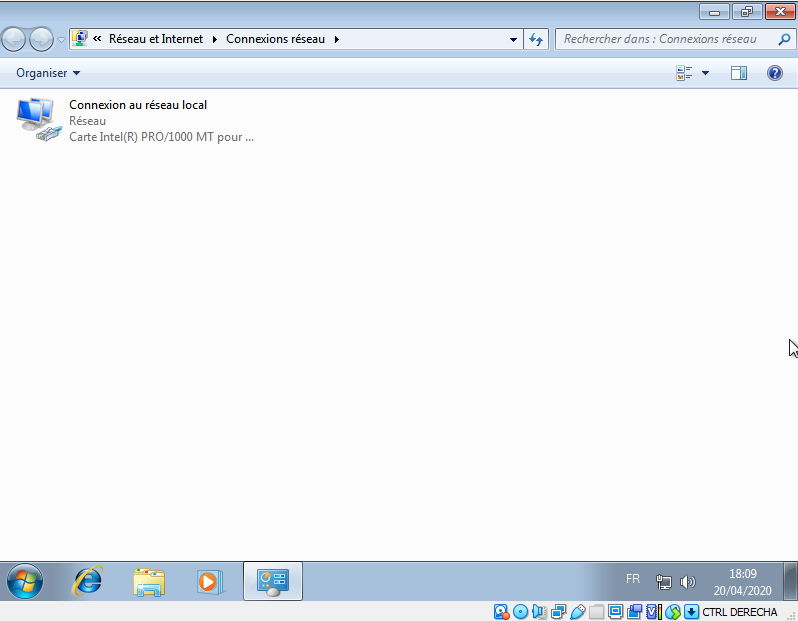 « Réseau et Internet Connexions réseau
Rechercher dans : Connexions réseau
Organiser
Connexion au réseau local
Réseau
Carte Intel(R) PRO/1000 MT pour ...
FR
18:09
20/04/2020
CTRL DERECHA